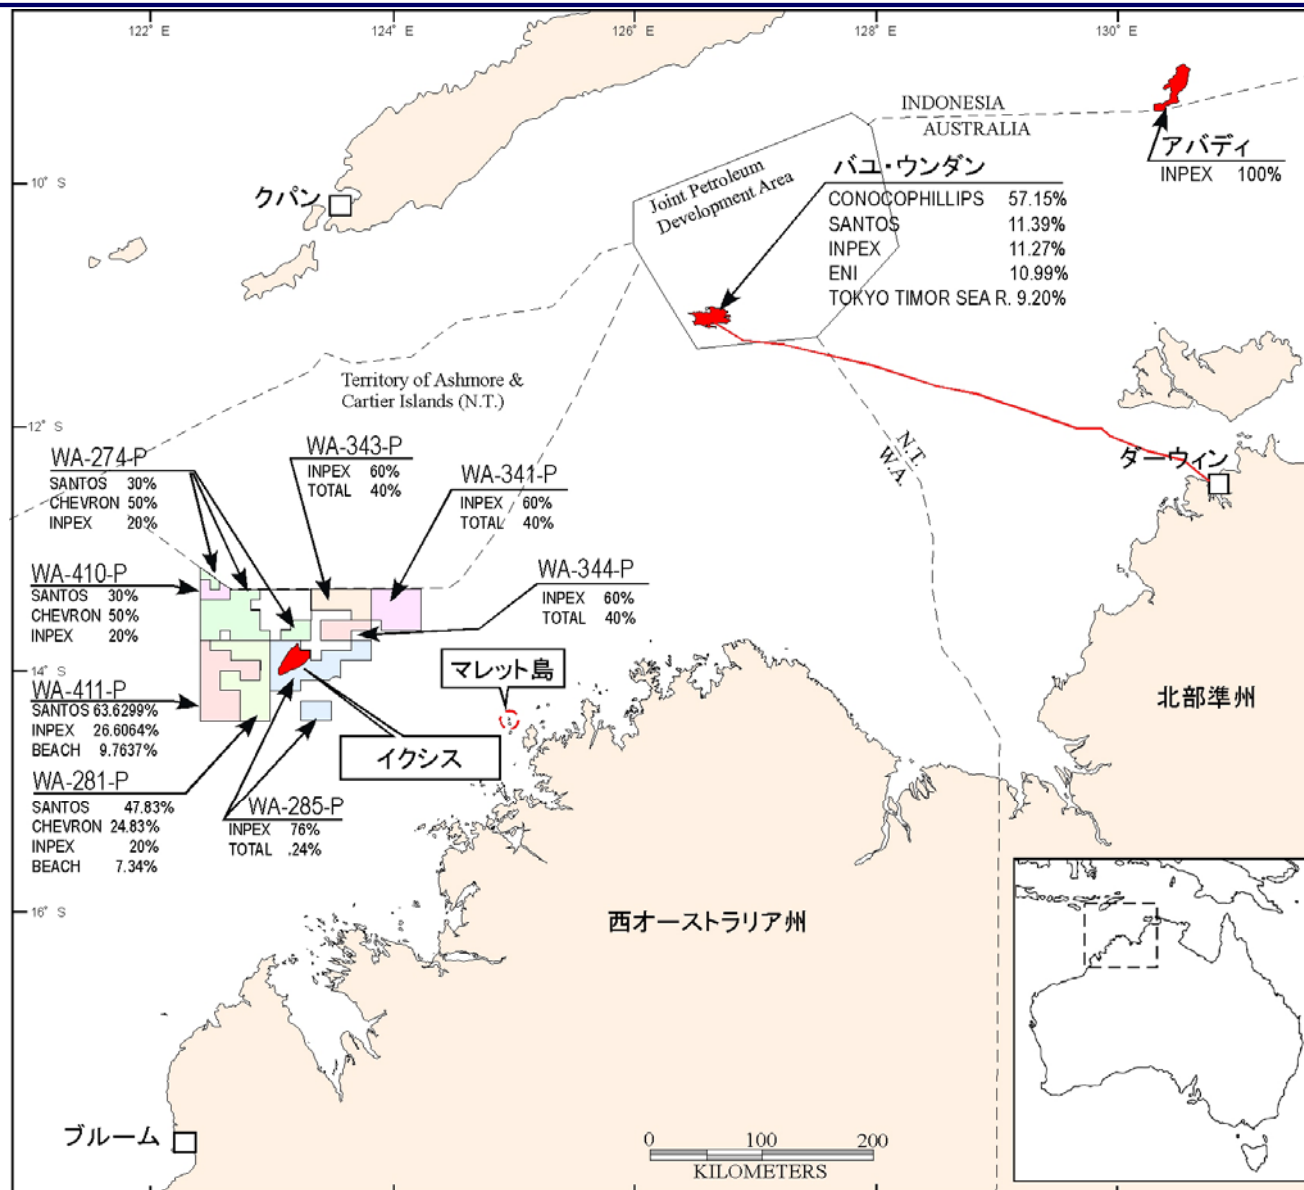 122° E
124° E
126° E
128° E
130° E
INDONESIA
AUSTRALIA
アバディ
INPEX 100%
10° S
クパン
Joint Petroleum
Development Area
バユ・ウンダン
CONOCOPHILLIPS 57.15%
SANTOS 11.39%
INPEX 11.27%
ENI 10.99%
TOKYO TIMOR SEA R. 9.20%
Territory of Ashmore &
Cartier Islands (N.T.)
12° S
N.T.
W.A.
ダーウィン
WA-274-P
SANTOS 30%
CHEVRON 50%
INPEX 20%
WA-343-P
INPEX 60%
TOTAL 40%
WA-341-P
INPEX 60%
TOTAL 40%
WA-410-P
SANTOS 30%
CHEVRON 50%
INPEX 20%
WA-344-P
INPEX 60%
TOTAL 40%
14° S
WA-411-P
SANTOS 63.6299%
INPEX 26.6064%
BEACH 9.7637%
マレット島
北部準州
イクシス
WA-281-P
SANTOS 47.83%
CHEVRON 24.83%
INPEX 20%
BEACH 7.34%
WA-285-P
INPEX 76%
TOTAL .24%
16° S
西オーストラリア州
ブルーム
0 100 200
KILOMETERS